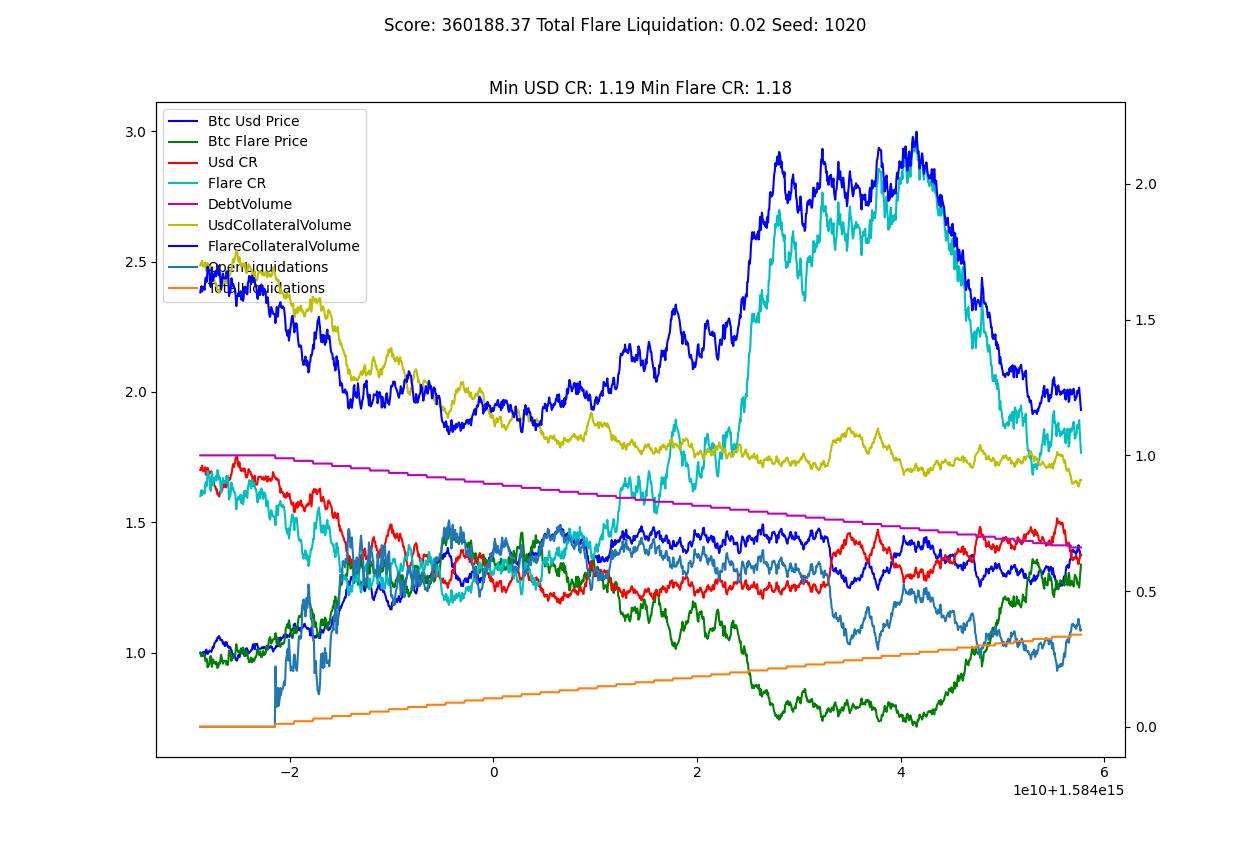 Score: 360188.37 Total Flare Liquidation: 0.02 Seed: 1020
Min USD CR: 1.19 Min Flare CR: 1.18
Btc Usd Price
Btc Flare Price
Usd CR
Flare CR
DebtVolume
UsdCollateralVolume
FlareCollateralVolume
OpenLiquidations
TotalLiquidations
3.0
2.5
2.0
1.5
1.0
2.0
1.5
1.0
0.5
0.0
−2 0 2 4 6
1e10+1.584e15